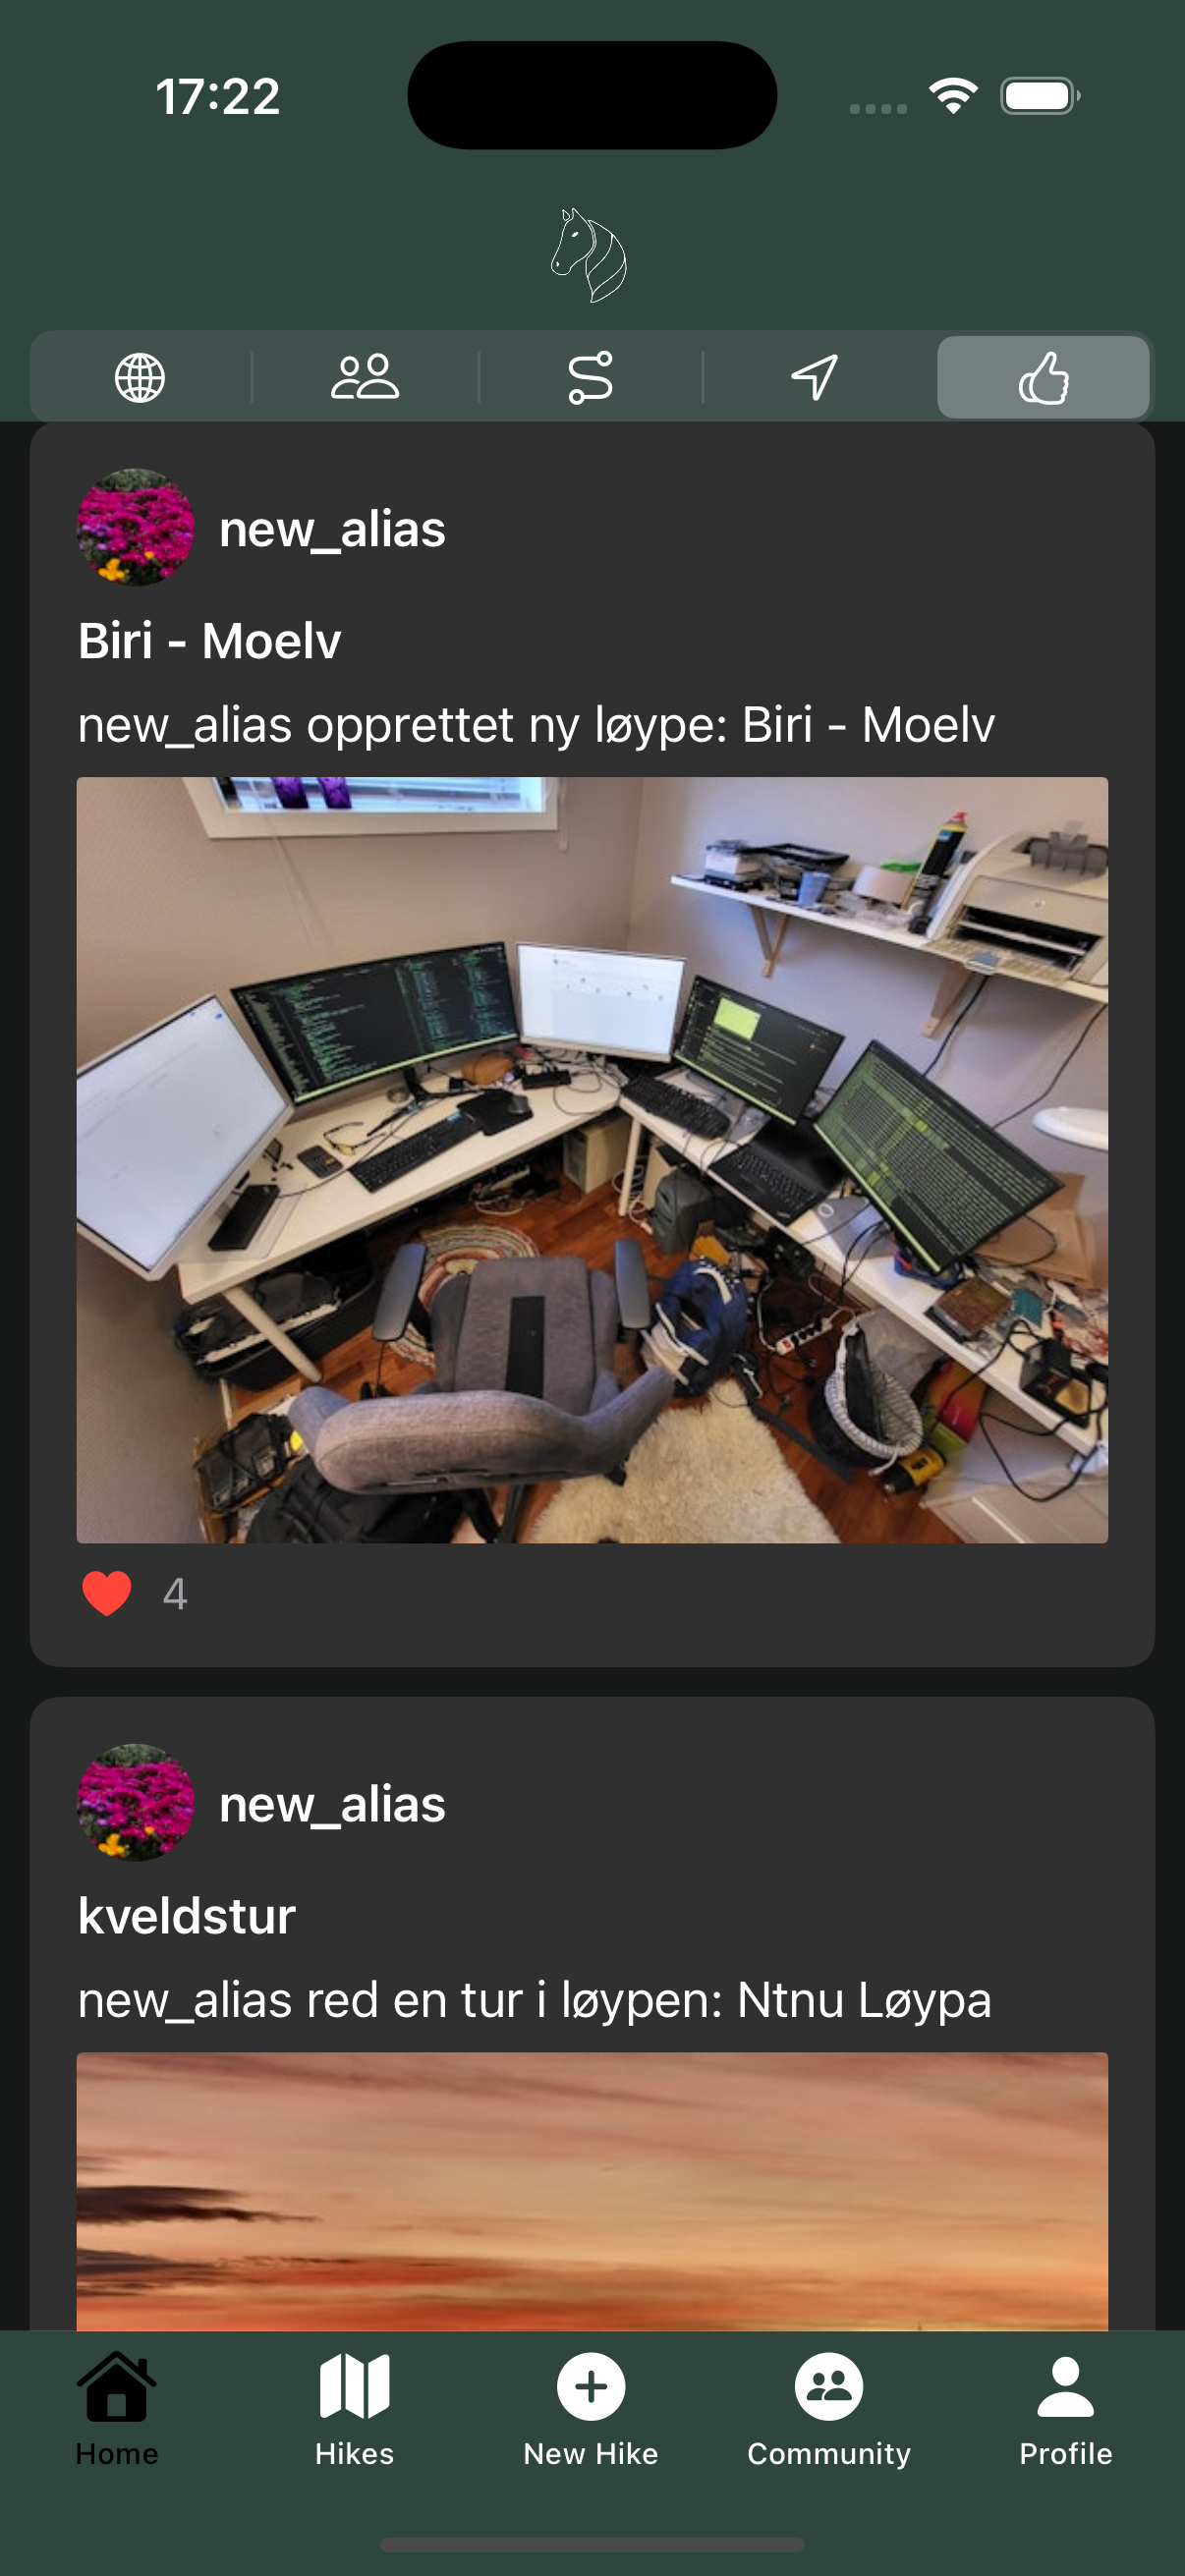 17:22
new_alias
Biri - Moelv
new_alias opprettet ny løype: Biri - Moelv
4
new_alias
kveldstur
new_alias red en tur i løypen: Ntnu Løypa
Home
Hikes
New Hike
Community
Profile